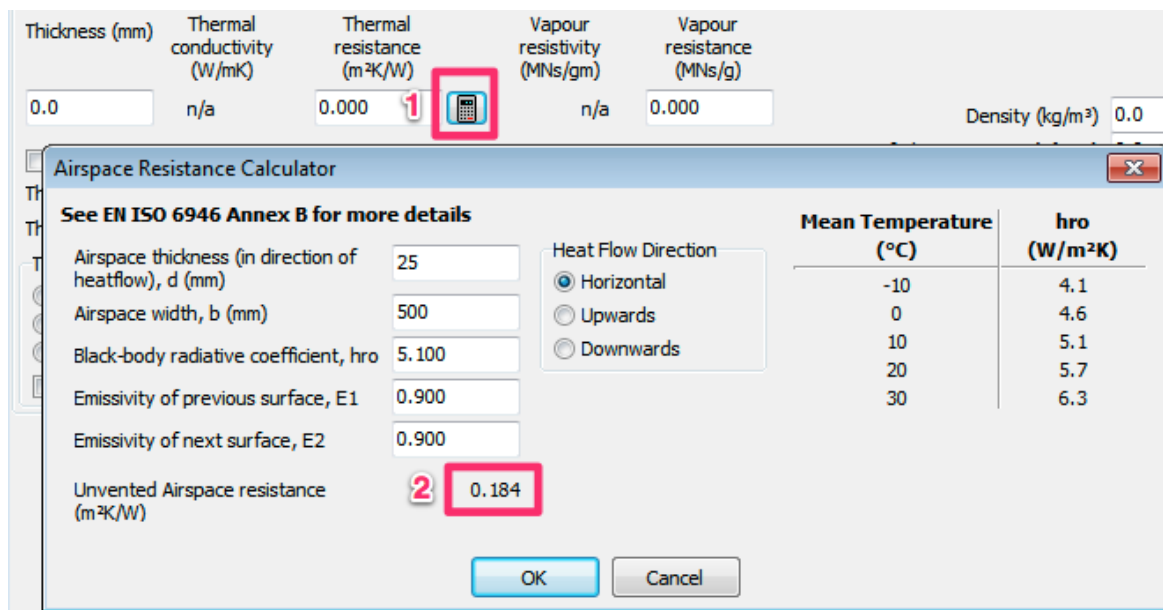 Thickness (mm)
Thermal
conductivity
(W/mK)
Thermal
resistance
(m²K/W)
Vapour
resistivity
(MNs/gm)
Vapour
resistance
(MNs/g)
0.0
n/a
0.000
1
n/a
0.000
Density (kg/m³) 0.0
Airspace Resistance Calculator
Th
Th
T
See EN ISO 6946 Annex B for more details
Airspace thickness (in direction of
heatflow), d (mm)
25
Airspace width, b (mm)
500
Black-body radiative coefficient, hro
5.100
Emissivity of previous surface, E1
0.900
Emissivity of next surface, E2
0.900
Unvented Airspace resistance
(m²K/W)
2
0.184
Heat Flow Direction
Horizontal
Upwards
Downwards
Mean Temperature
(°C)
hro
(W/m²K)
-10 4.1
0 4.6
10 5.1
20 5.7
30 6.3
OK
Cancel